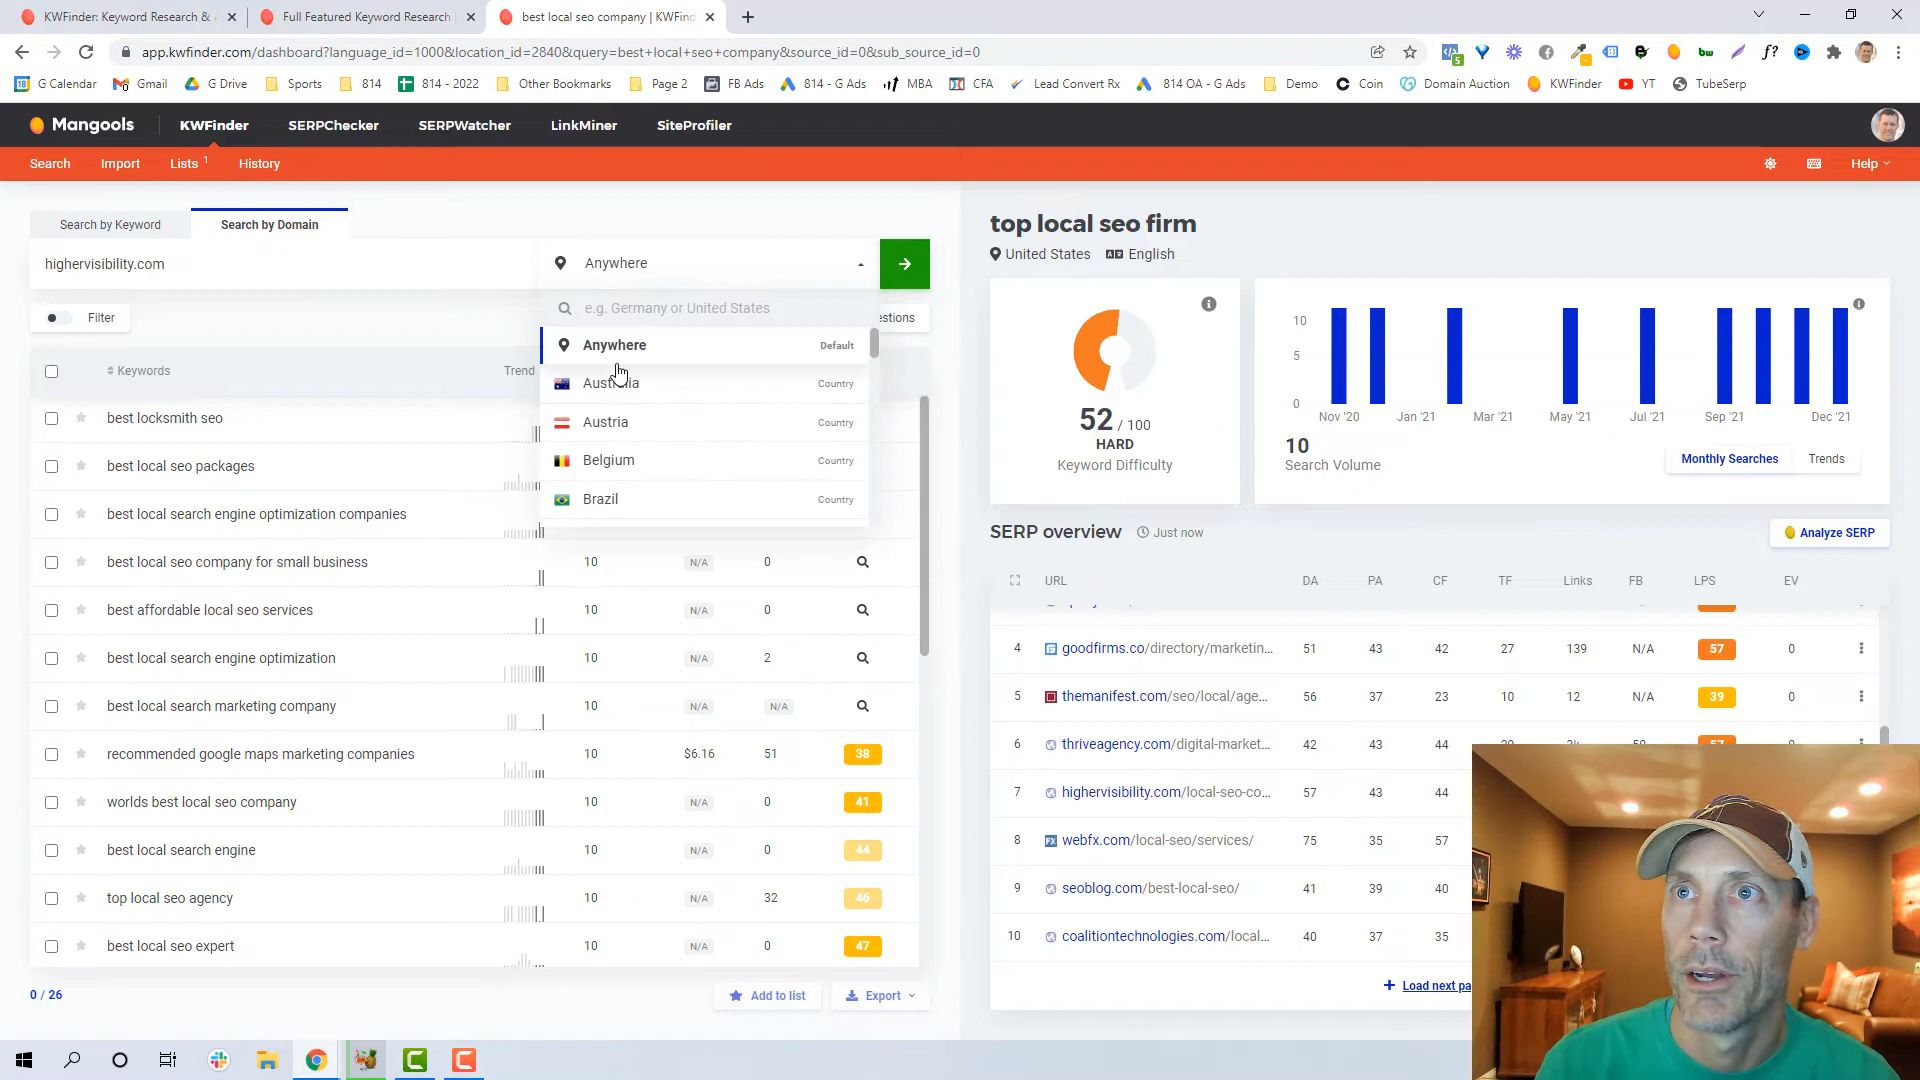 KWFinder: Keyword Research & A
Full Featured Keyword Research
best local seo company | KWFind
app.kwfinder.com/dashboard?language_id=1000&location_id=2840&query=best+local+seo+company&source_id=0&sub_source_id=0
G Calendar
Gmail
G Drive
Sports
814
814 - 2022
Other Bookmarks
Page 2
FB Ads
814 - G Ads
MBA
CFA
Lead Convert Rx
814 OA - G Ads
Demo
Coin
Domain Auction
KWFinder
YT
TubeSerp
Mangools
KWFinder
SERPChecker
SERPWatcher
LinkMiner
SiteProfiler
Search
Import
Lists 1
History
Help
Search by Keyword
Search by Domain
highervisibility.com
Anywhere
Filter
estions
e.g. Germany or United States
Anywhere Default
Australia Country
Austria Country
Belgium Country
Brazil Country
Keywords Trend
best locksmith seo
best local seo packages
best local search engine optimization companies
best local seo company for small business 10 N/A 0
best affordable local seo services 10 N/A 0
best local search engine optimization 10 N/A 2
best local search marketing company 10 N/A N/A
recommended google maps marketing companies 10 $6.16 51 38
worlds best local seo company 10 N/A 0 41
best local search engine 10 N/A 0 44
top local seo agency 10 N/A 32 46
best local seo expert 10 N/A 0 47
0 / 26
Add to list
Export
top local seo firm
United States English
52 / 100
HARD
Keyword Difficulty
10
5
0
Nov '20 Jan '21 Mar '21 May '21 Jul '21 Sep '21 Dec '21
10
Search Volume
Monthly Searches
Trends
SERP overview
Just now
Analyze SERP
URL DA PA CF TF Links FB LPS EV
4 goodfirms.co/directory/marketin... 51 43 42 27 139 N/A 57 0
5 themanifest.com/seo/local/age... 56 37 23 10 12 N/A 39 0
6 thriveagency.com/digital-market... 42 43 44
7 highervisibility.com/local-seo-co... 57 43 44
8 webfx.com/local-seo/services/ 75 35 57
9 seoblog.com/best-local-seo/ 41 39 40
10 coalitiontechnologies.com/local... 40 37 35
+ Load next pa